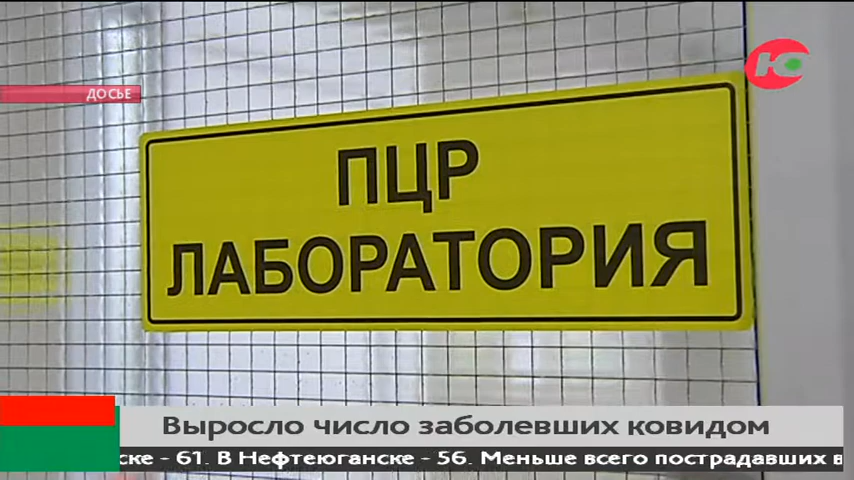 Ю
ДОСЬЕ
ПЦР
ЛАБОРАТОРИЯ
Выросло число заболевших ковидом
ске - 61. В Нефтеюганске - 56. Меньше всего пострадавших в